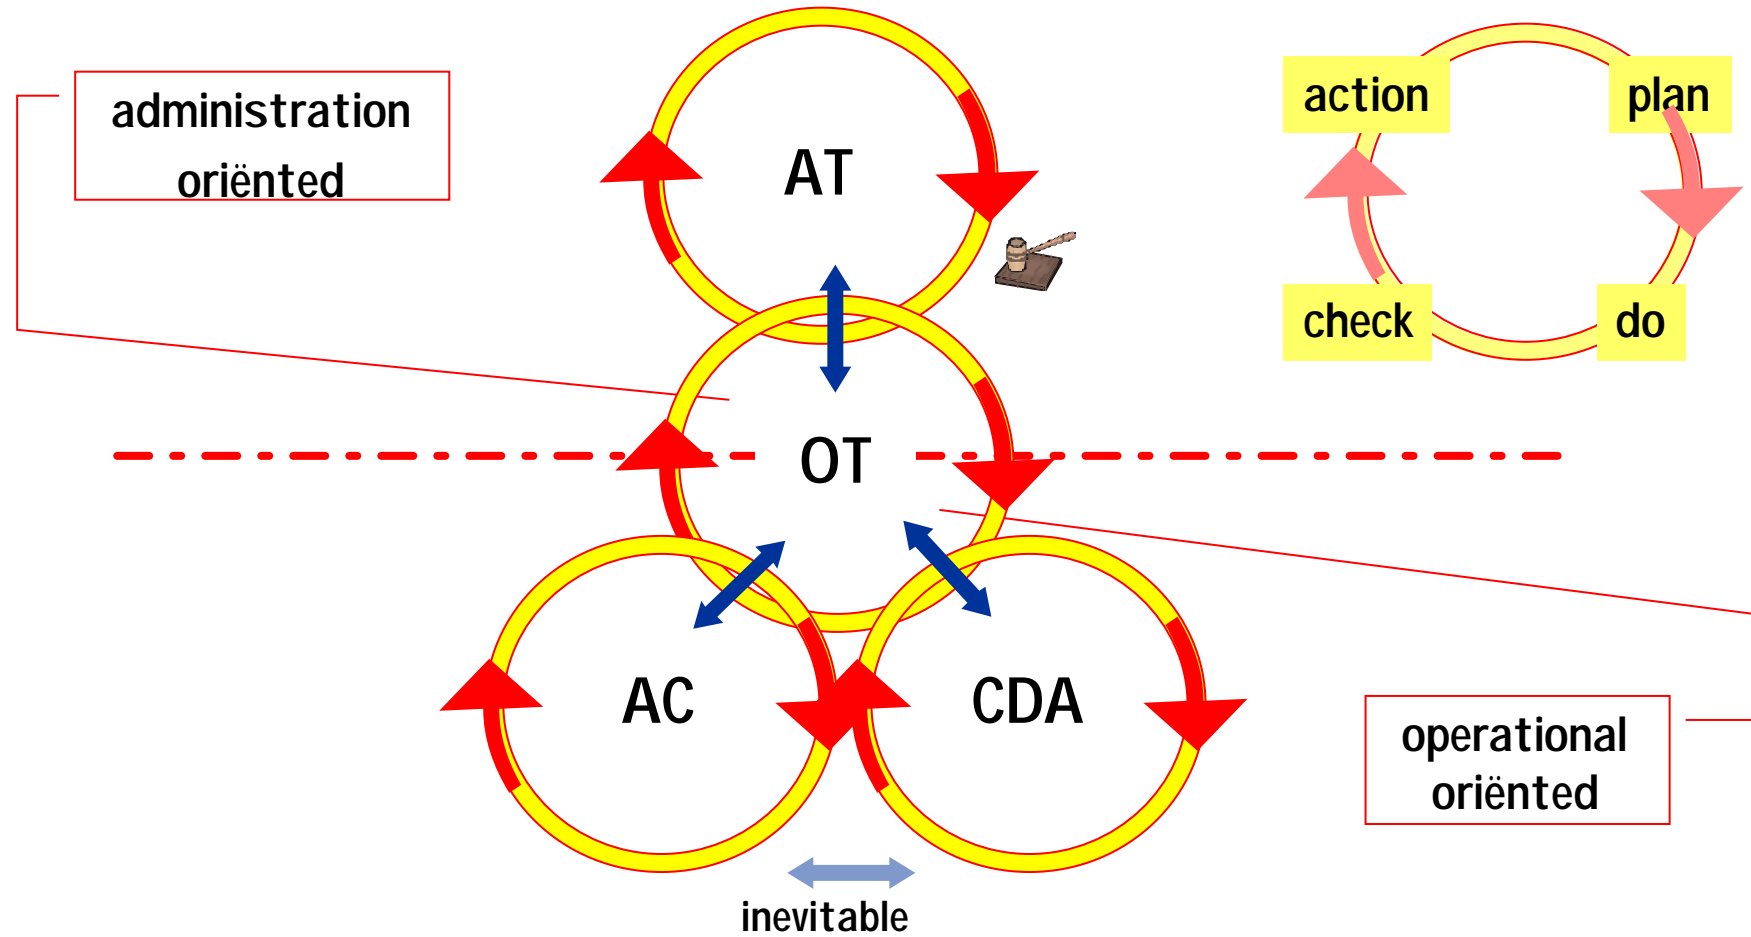 administration
oriënted
AT
action
plan
check
do
OT
AC
CDA
operational
oriënted
inevitable